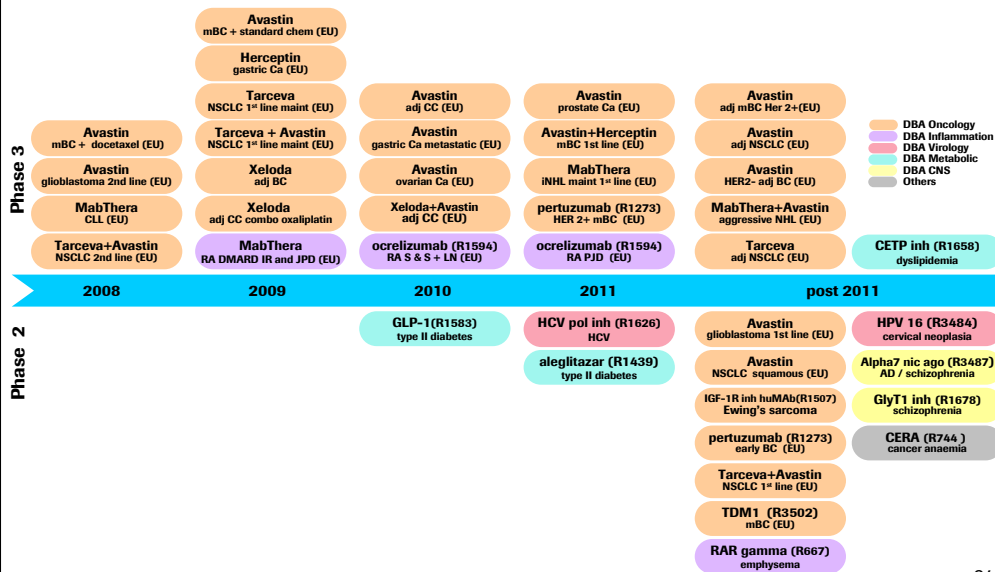 Phase 3
Avastin
mBC + docetaxel (EU)
Avastin
glioblastoma 2nd line (EU)
MabThera
CLL (EU)
Tarceva+Avastin
NSCLC 2nd line (EU)
Avastin
mBC + standard chem (EU)
Herceptin
gastric Ca (EU)
Tarceva
NSCLC 1st line maint (EU)
Tarceva + Avastin
NSCLC 1st line maint (EU)
Xeloda
adj BC
Xeloda
adj CC combo oxaliplatin
MabThera
RA DMARD IR and JPD (EU)
Avastin
adj CC (EU)
Avastin
gastric Ca metastatic (EU)
Avastin
ovarian Ca (EU)
Xeloda+Avastin
adj CC (EU)
ocrelizumab (R1594)
RA S & S + LN (EU)
Avastin
prostate Ca (EU)
Avastin+Herceptin
mBC 1st line (EU)
MabThera
iNHL maint 1st line (EU)
pertuzumab (R1273)
HER 2+ mBC (EU)
ocrelizumab (R1594)
RA PJD (EU)
Avastin
adj mBC Her 2+(EU)
Avastin
adj NSCLC (EU)
Avastin
HER2- adj BC (EU)
MabThera+Avastin
aggressive NHL (EU)
Tarceva
adj NSCLC (EU)
CETP inh (R1658)
dyslipidemia
DBA Oncology
DBA Inflammation
DBA Virology
DBA Metabolic
DBA CNS
Others
2008
2009
2010
2011
post 2011
Phase 2
GLP-1(R1583)
type II diabetes
HCV pol inh (R1626)
HCV
aleglitazar (R1439)
type II diabetes
Avastin
glioblastoma 1st line (EU)
Avastin
NSCLC squamous (EU)
IGF-1R inh huMAb(R1507)
Ewing's sarcoma
pertuzumab (R1273)
early BC (EU)
Tarceva+Avastin
NSCLC 1st line (EU)
TDM1 (R3502)
mBC (EU)
RAR gamma (R667)
emphysema
HPV 16 (R3484)
cervical neoplasia
Alpha7 nic ago (R3487)
AD / schizophrenia
GlyT1 inh (R1678)
schizophrenia
CERA (R744 )
cancer anaemia